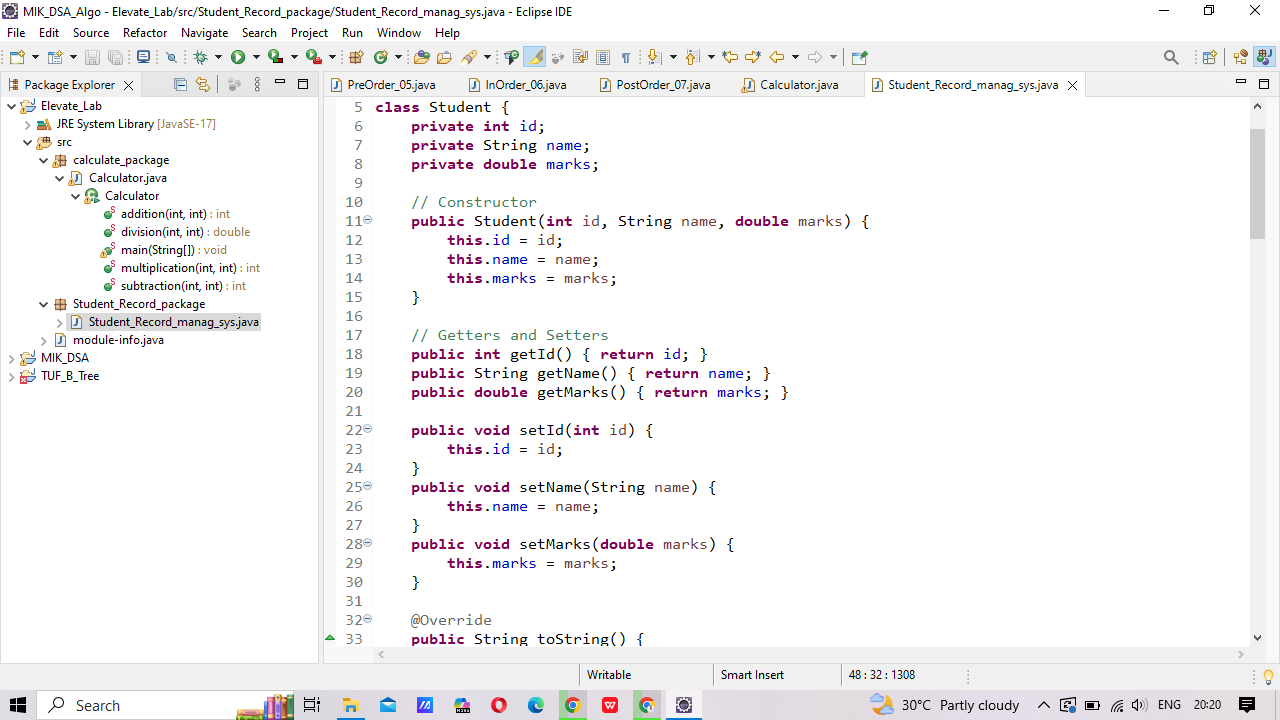 MIK_DSA_Algo - Elevate_Lab/src/Student_Record_package/Student_Record_manag_sys.java - Eclipse IDE
File Edit Source Refactor Navigate Search Project Run Window Help
Package Explorer
Elevate_Lab
JRE System Library [JavaSE-17]
src
calculate_package
Calculator.java
Calculator
addition(int, int) : int
division(int, int) : double
main(String[]) : void
multiplication(int, int) : int
subtraction(int, int) : int
Student_Record_package
Student_Record_manag_sys.java
module-info.java
MIK_DSA
TUF_B_Tree
PreOrder_05.java InOrder_06.java PostOrder_07.java Calculator.java Student_Record_manag_sys.java
5 class Student {
6     private int id;
7     private String name;
8     private double marks;
9
10     // Constructor
11     public Student(int id, String name, double marks) {
12         this.id = id;
13         this.name = name;
14         this.marks = marks;
15     }
16
17     // Getters and Setters
18     public int getId() { return id; }
19     public String getName() { return name; }
20     public double getMarks() { return marks; }
21
22     public void setId(int id) {
23         this.id = id;
24     }
25     public void setName(String name) {
26         this.name = name;
27     }
28     public void setMarks(double marks) {
29         this.marks = marks;
30     }
31
32     @Override
33     public String toString() {
Writable Smart Insert 48 : 32 : 1308
Search 30°C Partly cloudy ENG 20:20